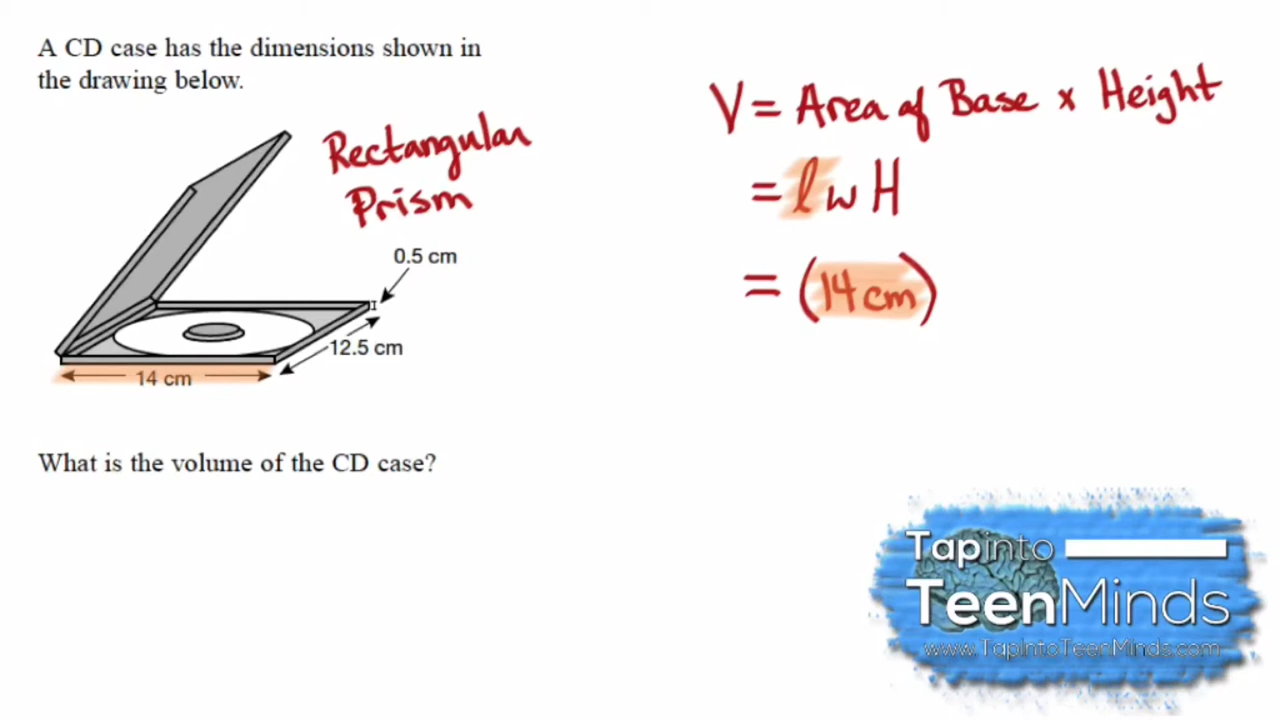 A CD case has the dimensions shown in
the drawing below.
Rectangular
Prism
0.5 cm
12.5 cm
14 cm
What is the volume of the CD case?
V = Area of Base x Height
= l w H
= (14 cm)
Tap into
TeenMinds
www.TapIntoTeenMinds.com